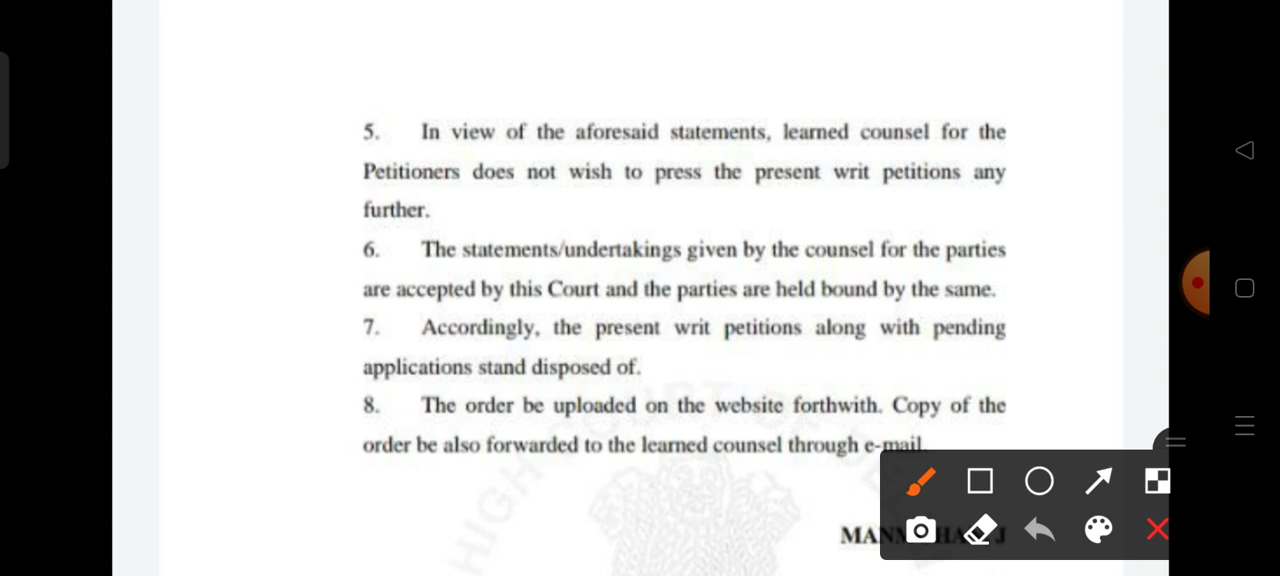 5. In view of the aforesaid statements, learned counsel for the
Petitioners does not wish to press the present writ petitions any
further.
6. The statements/undertakings given by the counsel for the parties
are accepted by this Court and the parties are held bound by the same.
7. Accordingly, the present writ petitions along with pending
applications stand disposed of.
8. The order be uploaded on the website forthwith. Copy of the
order be also forwarded to the learned counsel through e-mail.
HIGH COURT OF